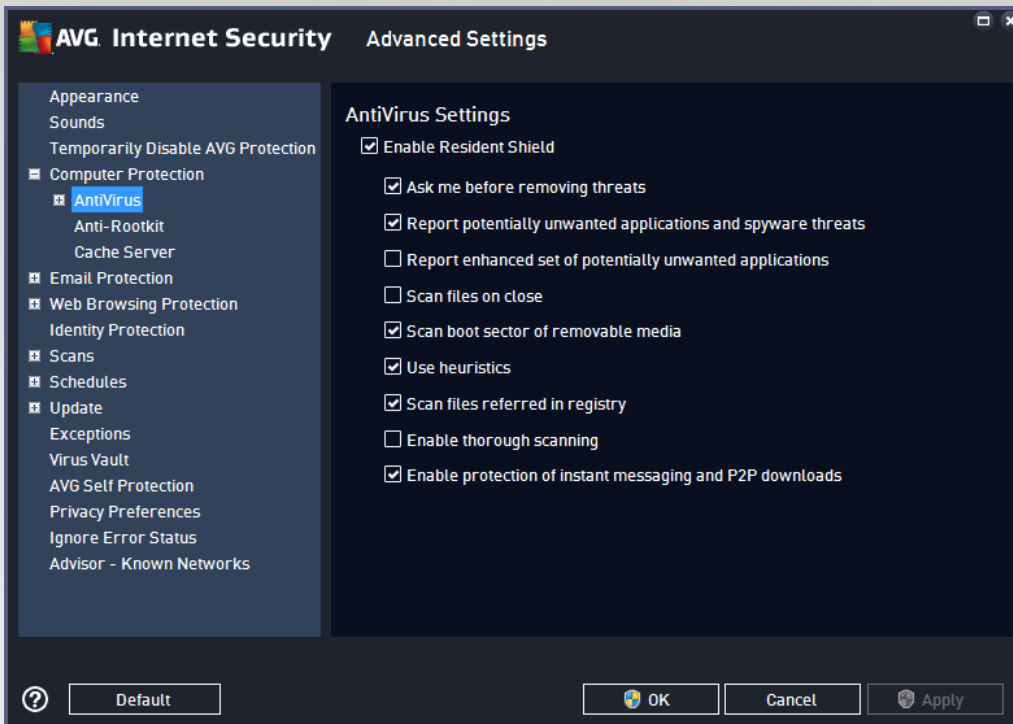 AVG Internet Security Advanced Settings
Appearance
Sounds
Temporarily Disable AVG Protection
Computer Protection
AntiVirus
Anti-Rootkit
Cache Server
Email Protection
Web Browsing Protection
Identity Protection
Scans
Schedules
Update
Exceptions
Virus Vault
AVG Self Protection
Privacy Preferences
Ignore Error Status
Advisor - Known Networks
AntiVirus Settings
Enable Resident Shield
Ask me before removing threats
Report potentially unwanted applications and spyware threats
Report enhanced set of potentially unwanted applications
Scan files on close
Scan boot sector of removable media
Use heuristics
Scan files referred in registry
Enable thorough scanning
Enable protection of instant messaging and P2P downloads
? Default OK Cancel Apply